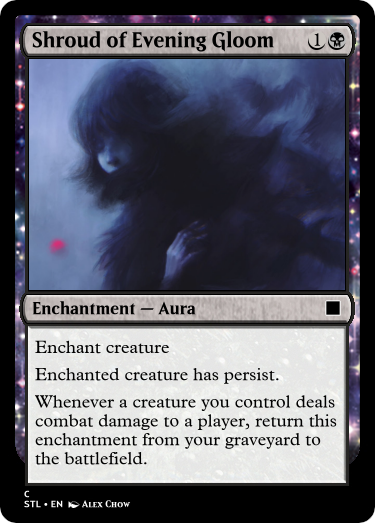 Shroud of Evening Gloom 1
Enchantment — Aura
Enchant creature
Enchanted creature has persist.
Whenever a creature you control deals
combat damage to a player, return this
enchantment from your graveyard to
the battlefield.
C
STL • EN Alex Chow